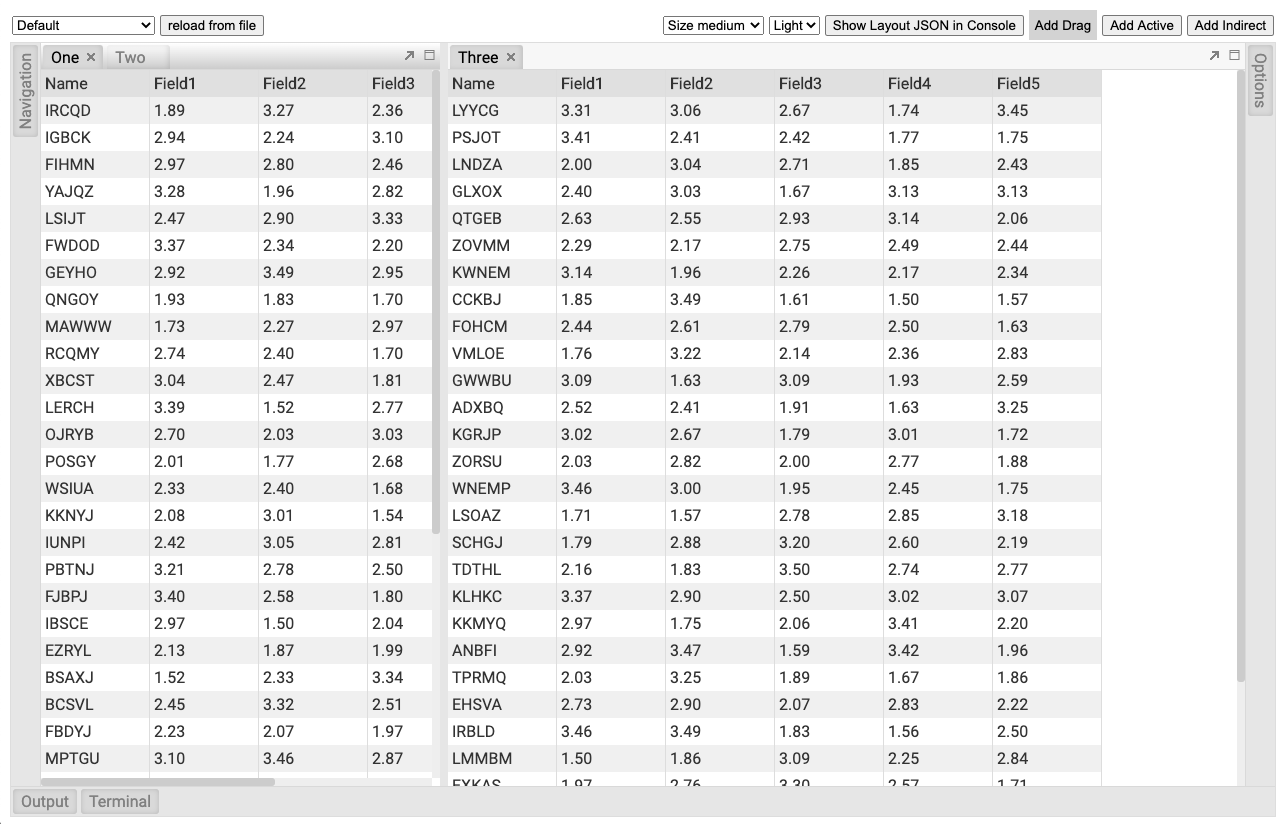 Default reload from file Size medium Light Show Layout JSON in Console Add Drag Add Active Add Indirect
Navigation
One Two
Name Field1 Field2 Field3
IRCQD 1.89 3.27 2.36
IGBCK 2.94 2.24 3.10
FIHMN 2.97 2.80 2.46
YAJQZ 3.28 1.96 2.82
LSIJT 2.47 2.90 3.33
FWDOD 3.37 2.34 2.20
GEYHO 2.92 3.49 2.95
QNGOY 1.93 1.83 1.70
MAWWW 1.73 2.27 2.97
RCQMY 2.74 2.40 1.70
XBCST 3.04 2.47 1.81
LERCH 3.39 1.52 2.77
OJRYB 2.70 2.03 3.03
POSGY 2.01 1.77 2.68
WSIUA 2.33 2.40 1.68
KKNYJ 2.08 3.01 1.54
IUNPI 2.42 3.05 2.81
PBTNJ 3.21 2.78 2.50
FJBPJ 3.40 2.58 1.80
IBSCE 2.97 1.50 2.04
EZRYL 2.13 1.87 1.99
BSAXJ 1.52 2.33 3.34
BCSVL 2.45 3.32 2.51
FBDYJ 2.23 2.07 1.97
MPTGU 3.10 3.46 2.87
Three
Name Field1 Field2 Field3 Field4 Field5
LYYCG 3.31 3.06 2.67 1.74 3.45
PSJOT 3.41 2.41 2.42 1.77 1.75
LNDZA 2.00 3.04 2.71 1.85 2.43
GLXOX 2.40 3.03 1.67 3.13 3.13
QTGEB 2.63 2.55 2.93 3.14 2.06
ZOVMM 2.29 2.17 2.75 2.49 2.44
KWNEM 3.14 1.96 2.26 2.17 2.34
CCKBJ 1.85 3.49 1.61 1.50 1.57
FOHCM 2.44 2.61 2.79 2.50 1.63
VMLOE 1.76 3.22 2.14 2.36 2.83
GWWBU 3.09 1.63 3.09 1.93 2.59
ADXBQ 2.52 2.41 1.91 1.63 3.25
KGRJP 3.02 2.67 1.79 3.01 1.72
ZORSU 2.03 2.82 2.00 2.77 1.88
WNEMP 3.46 3.00 1.95 2.45 1.75
LSOAZ 1.71 1.57 2.78 2.85 3.18
SCHGJ 1.79 2.88 3.20 2.60 2.19
TDTHL 2.16 1.83 3.50 2.74 2.77
KLHKC 3.37 2.90 2.50 3.02 3.07
KKMYQ 2.97 1.75 2.06 3.41 2.20
ANBFI 2.92 3.47 1.59 3.42 1.96
TPRMQ 2.03 3.25 1.89 1.67 1.86
EHSVA 2.73 2.90 2.07 2.83 2.22
IRBLD 3.46 3.49 1.83 1.56 2.50
LMMBM 1.50 1.86 3.09 2.25 2.84
Options
Output Terminal